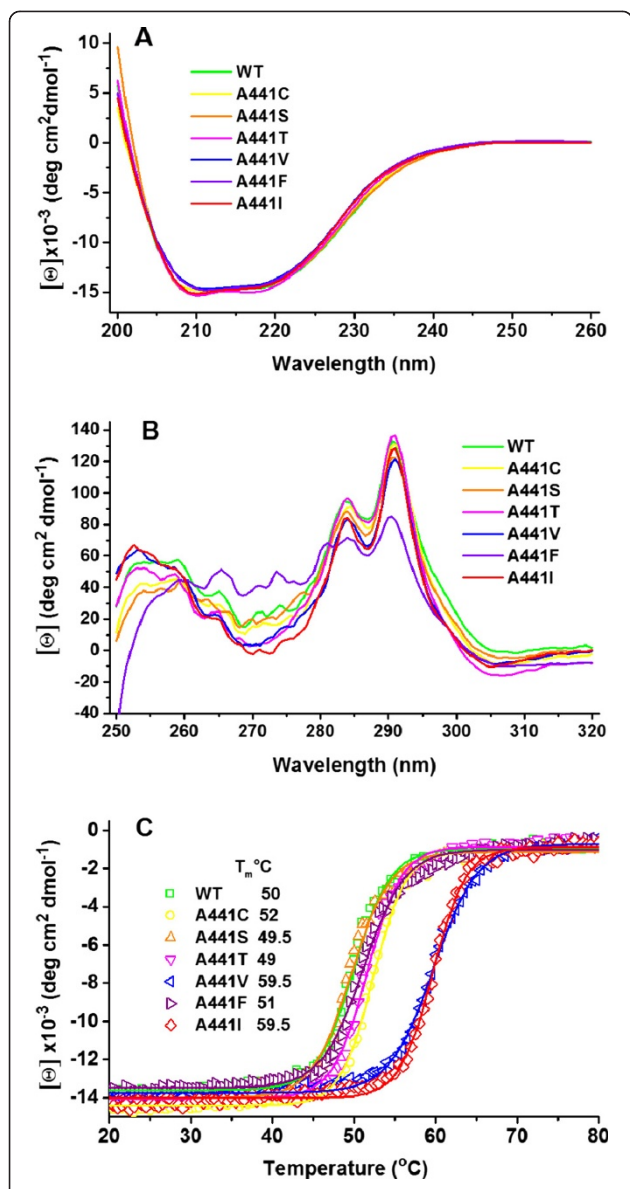 A
WT
A441C
A441S
A441T
A441V
A441F
A441I
10
5
0
-5
-10
-15
[Θ]x10⁻³ (deg cm²dmol⁻¹)
200 210 220 230 240 250 260
Wavelength (nm)
B
WT
A441C
A441S
A441T
A441V
A441F
A441I
140
120
100
80
60
40
20
0
-20
-40
[Θ] (deg cm² dmol⁻¹)
250 260 270 280 290 300 310 320
Wavelength (nm)
C
Tₘ°C
WT 50
A441C 52
A441S 49.5
A441T 49
A441V 59.5
A441F 51
A441I 59.5
0
-2
-4
-6
-8
-10
-12
-14
[Θ] x10⁻³ (deg cm² dmol⁻¹)
20 30 40 50 60 70 80
Temperature (°C)